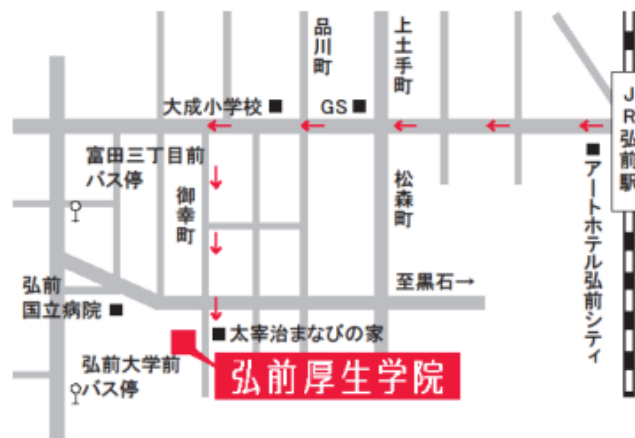 品川町
上土手町
大成小学校
GS
JR弘前駅
富田三丁目前
バス停
御幸町
松森町
アートホテル弘前シティ
弘前
国立病院
至黒石→
太宰治まなびの家
弘前大学前
バス停
弘前厚生学院